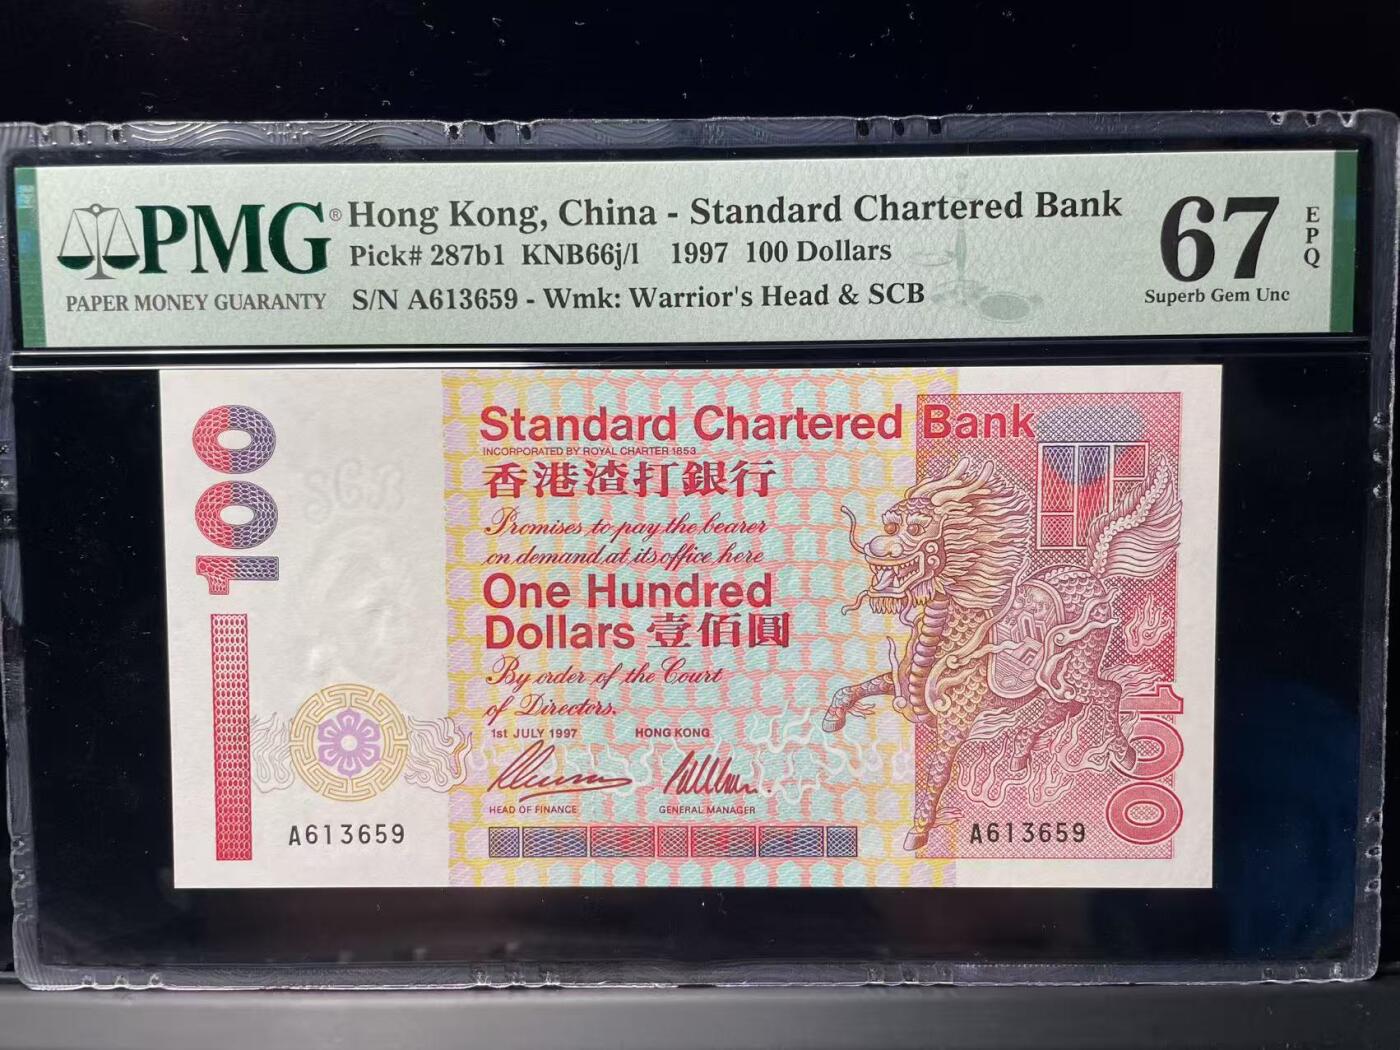 PMG® Hong Kong, China - Standard Chartered Bank
Pick# 287b1 KNB66j/l 1997 100 Dollars
PAPER MONEY GUARANTY
S/N A613659 - Wmk: Warrior's Head & SCB
67 EPQ
Superb Gem Unc
100
Standard Chartered Bank
INCORPORATED BY ROYAL CHARTER 1853
香港渣打銀行
SCB
Promises to pay the bearer
on demand at its office here
One Hundred
Dollars 壹佰圓
By order of the Court
of Directors.
1st JULY 1997 HONG KONG
HEAD OF FINANCE GENERAL MANAGER
A613659
A613659
100